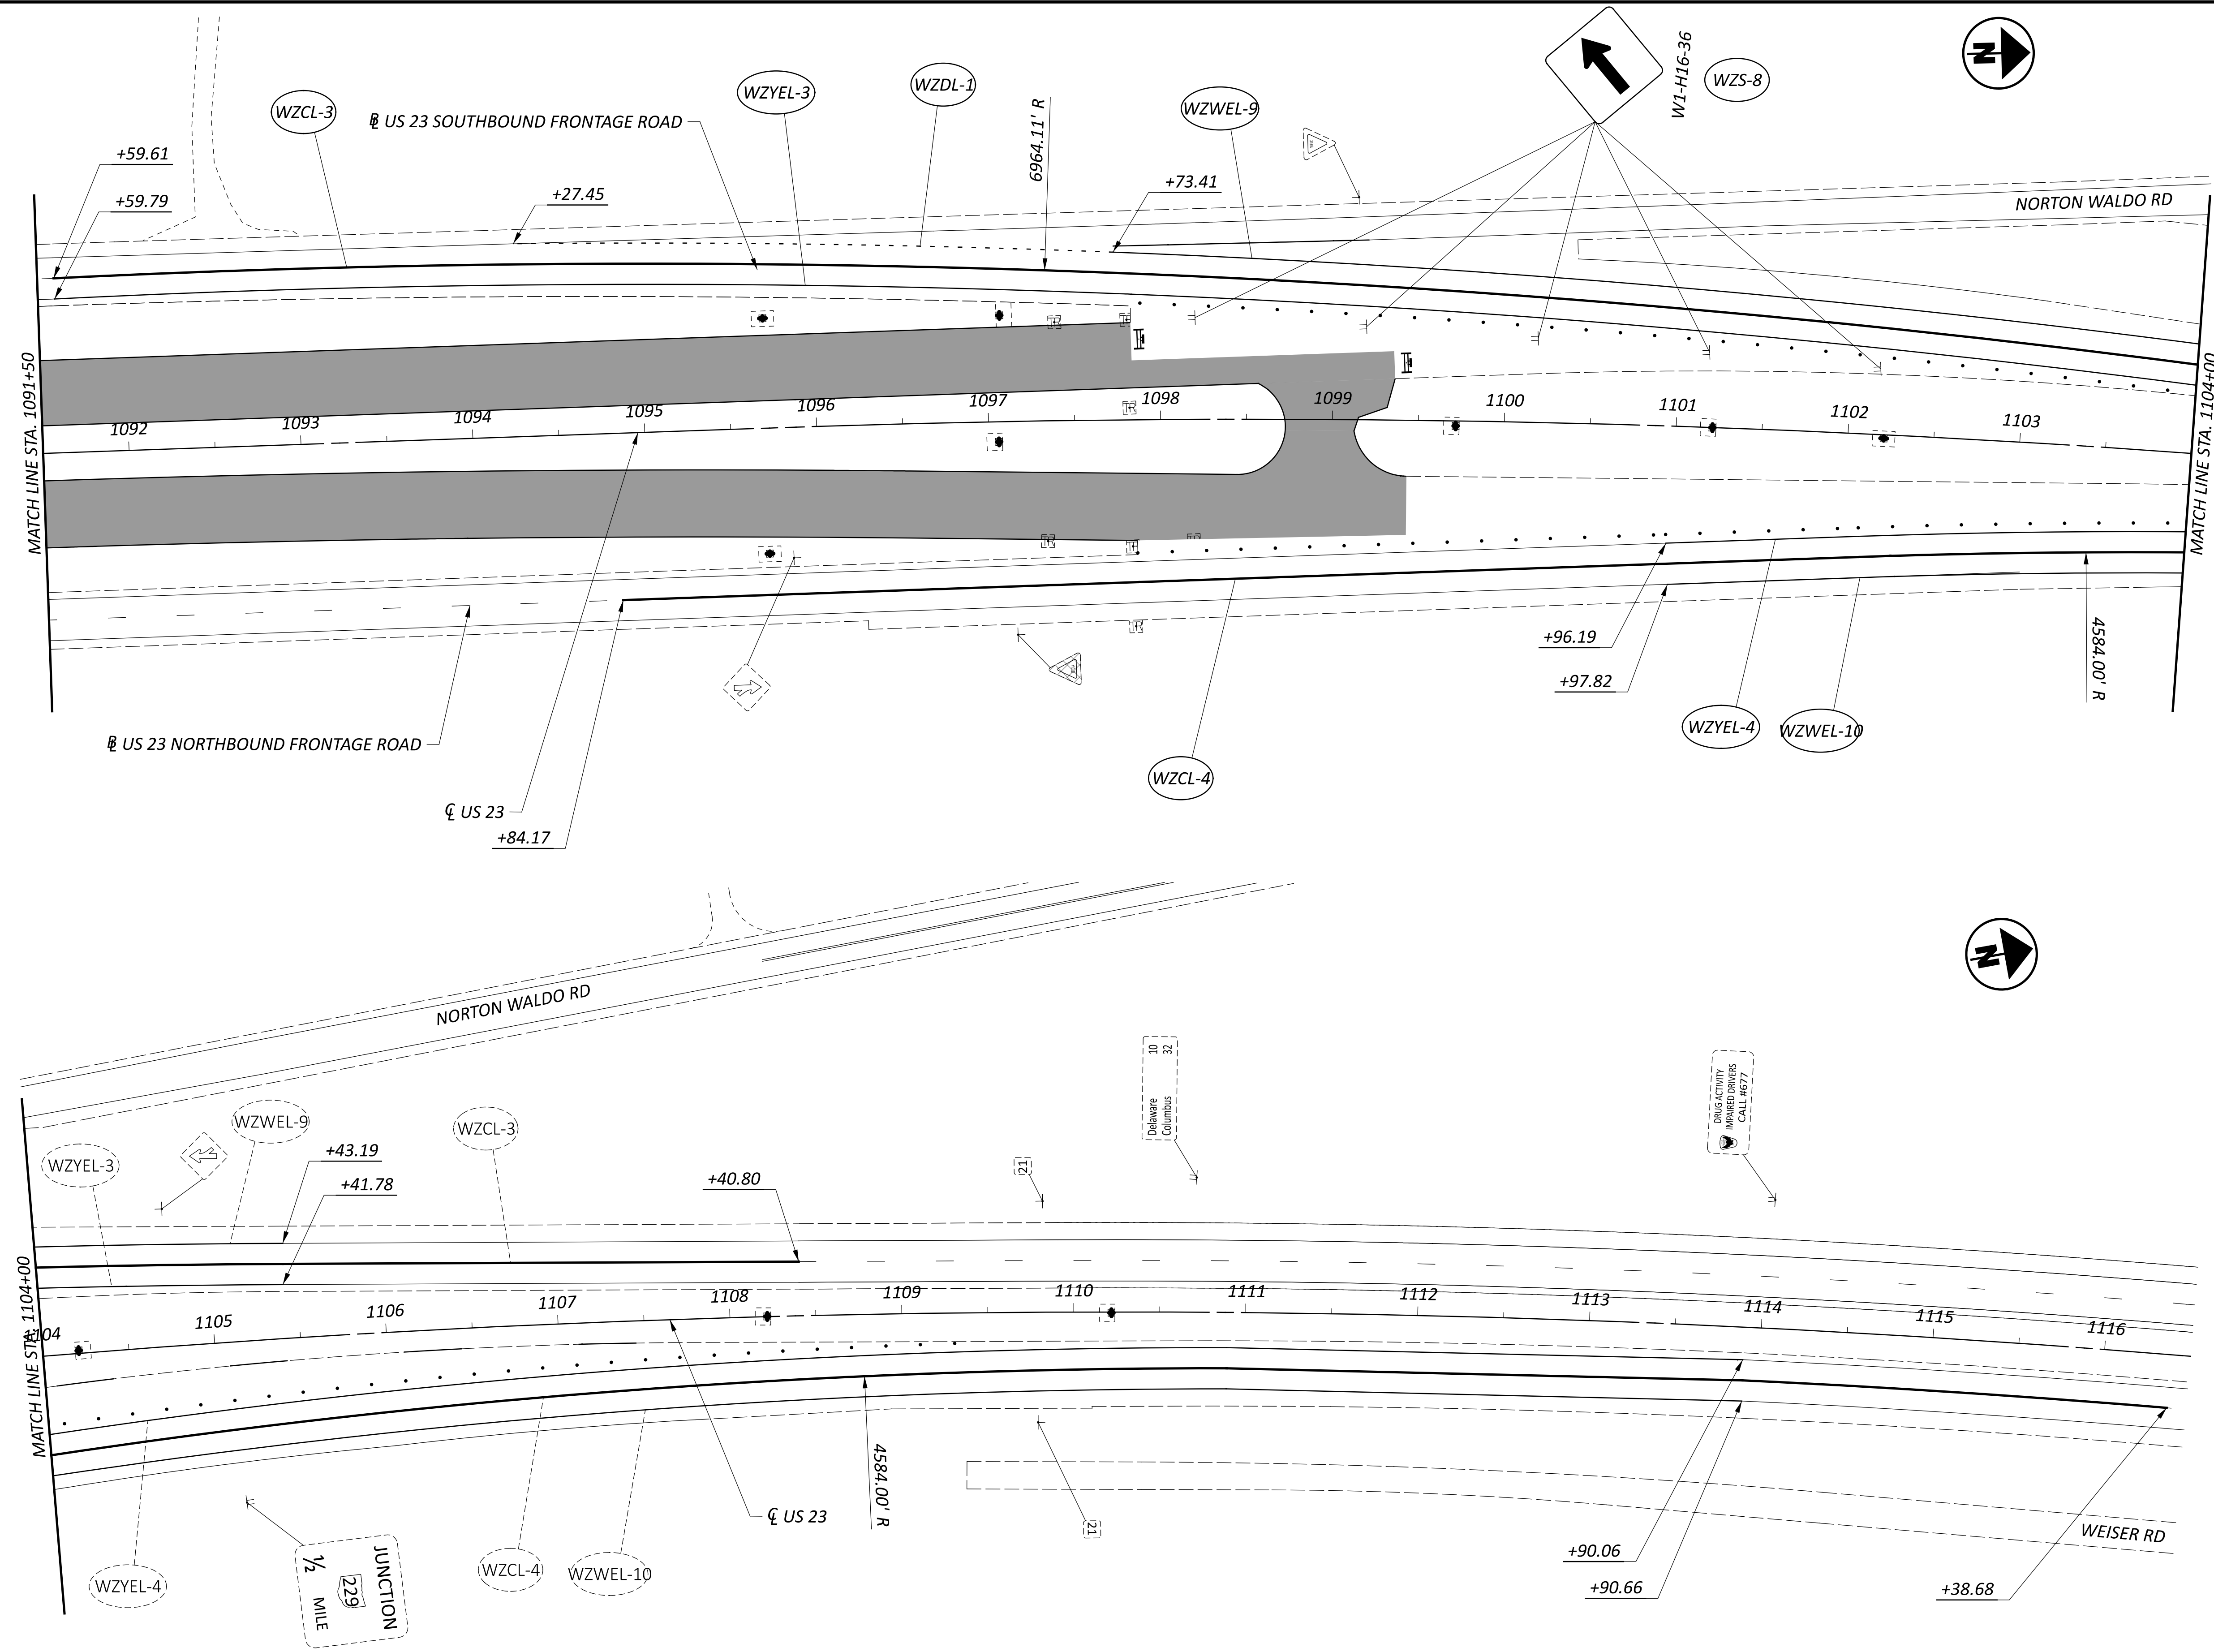 WZCL-3
℄ US 23 SOUTHBOUND FRONTAGE ROAD
WZYEL-3
WZDL-1
6964.11' R
WZWEL-9
W1-H16-36
WZS-8
N
+59.61
+59.79
+27.45
+73.41
NORTON WALDO RD
MATCH LINE STA. 1091+50
1092
1093
1094
1095
1096
1097
1098
1099
1100
1101
1102
1103
MATCH LINE STA. 1104+00
+96.19
+97.82
4584.00' R
WZYEL-4
WZWEL-10
WZCL-4
℄ US 23 NORTHBOUND FRONTAGE ROAD
℄ US 23
+84.17
NORTON WALDO RD
N
WZYEL-3
WZWEL-9
WZCL-3
+43.19
+41.78
+40.80
21
Delaware 10
Columbus 32
DRUG ACTIVITY
IMPAIRED DRIVERS
CALL #677
MATCH LINE STA. 1104+00
1104
1105
1106
1107
1108
1109
1110
1111
1112
1113
1114
1115
1116
WZYEL-4
JUNCTION
229
½ MILE
WZCL-4
WZWEL-10
℄ US 23
4584.00' R
21
+90.06
+90.66
+38.68
WEISER RD